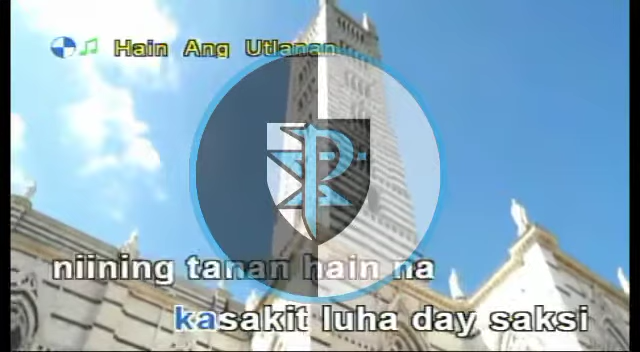 Hain Ang Utlanan
niining tanan hain na
kasakit luha day saksi